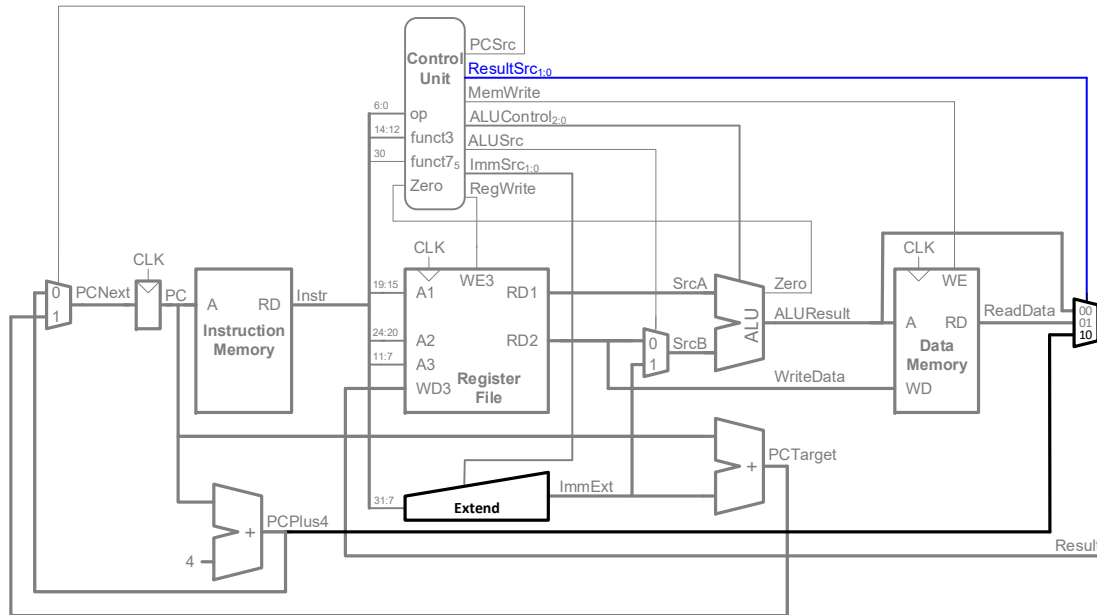 PCSrc
Control
Unit
ResultSrc1:0
MemWrite
6:0
op
ALUControl2:0
14:12
funct3
ALUSrc
30
funct75
ImmSrc1:0
Zero
RegWrite
CLK
CLK
CLK
0
1
PCNext
PC
A
RD
Instr
Instruction
Memory
19:15
A1
WE3
RD1
24:20
A2
RD2
11:7
A3
WD3
Register
File
SrcA
0
1
SrcB
ALU
Zero
ALUResult
WE
A
RD
ReadData
Data
Memory
WriteData
WD
00
01
10
+
PCTarget
31:7
Extend
ImmExt
+
PCPlus4
4
Result